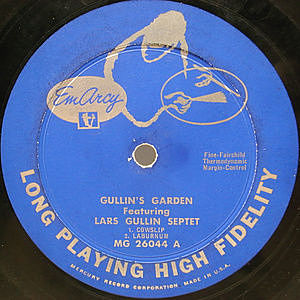 EmArcy
Fine-Fairchild
Thermodynamic
Margin-Control
GULLIN'S GARDEN
Featuring
LARS GULLIN SEPTET
1. COWSLIP
2. LABURNUM
MG 26044 A
LONG PLAYING HIGH FIDELITY
MERCURY RECORD CORPORATION MADE IN U.S.A.